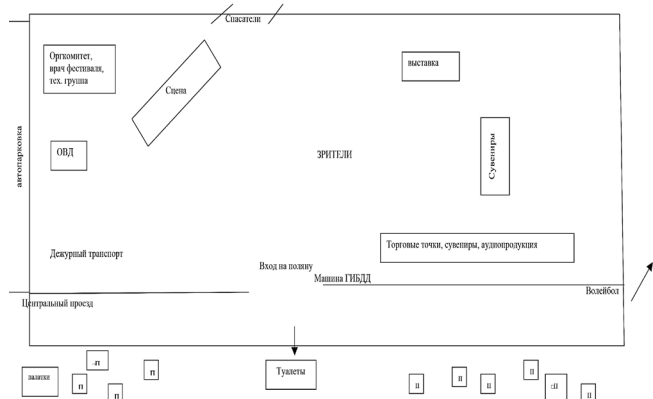 Спасатели
Оргкомитет,
врач фестиваля,
тех. группа
Сцена
выставка
автопарковка
ОВД
ЗРИТЕЛИ
Сувениры
Торговые точки, сувениры, аудиопродукция
Дежурный транспорт
Вход на поляну
Машина ГИБДД
Волейбол
Центральный проезд
палатки
П
П
П
П
Туалеты
П
П
П
П
П
П